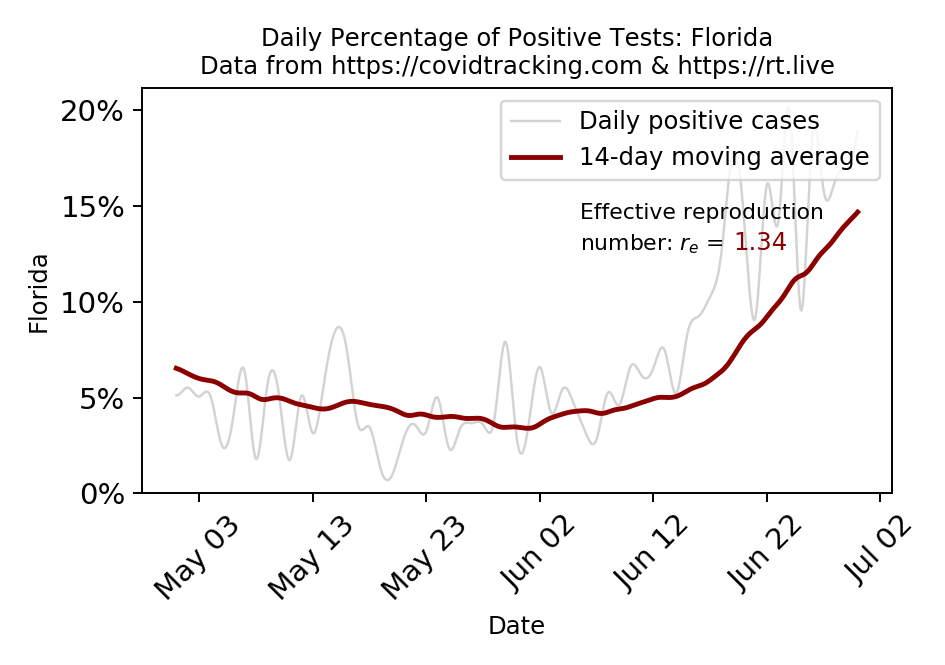 Daily Percentage of Positive Tests: Florida
Data from https://covidtracking.com & https://rt.live
20%
15%
10%
5%
0%
Florida
Daily positive cases
14-day moving average
Effective reproduction
number: rₑ = 1.34
May 03
May 13
May 23
Jun 02
Jun 12
Jun 22
Jul 02
Date